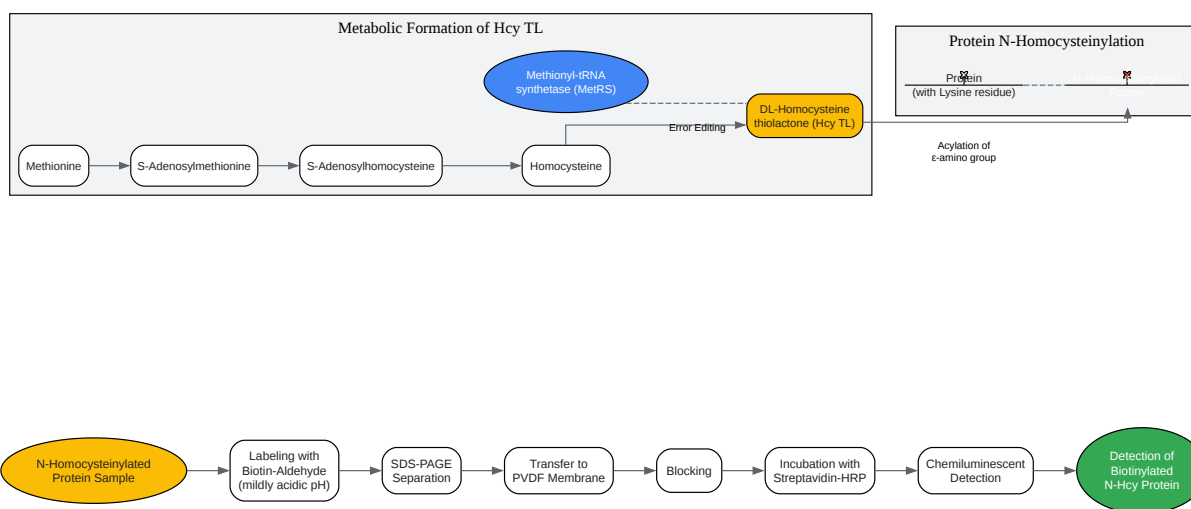 Metabolic Formation of Hcy TL
Methionyl-tRNA
synthetase (MetRS)
DL-Homocysteine
thiolactone (Hcy TL)
Error Editing
Methionine
S-Adenosylmethionine
S-Adenosylhomocysteine
Homocysteine
Protein N-Homocysteinylation
Protein
(with Lysine residue)
N-Homocysteinylated
Protein
Acylation of
ε-amino group
N-Homocysteinylated
Protein Sample
Labeling with
Biotin-Aldehyde
(mildly acidic pH)
SDS-PAGE
Separation
Transfer to
PVDF Membrane
Blocking
Incubation with
Streptavidin-HRP
Chemiluminescent
Detection
Detection of
Biotinylated
N-Hcy Protein